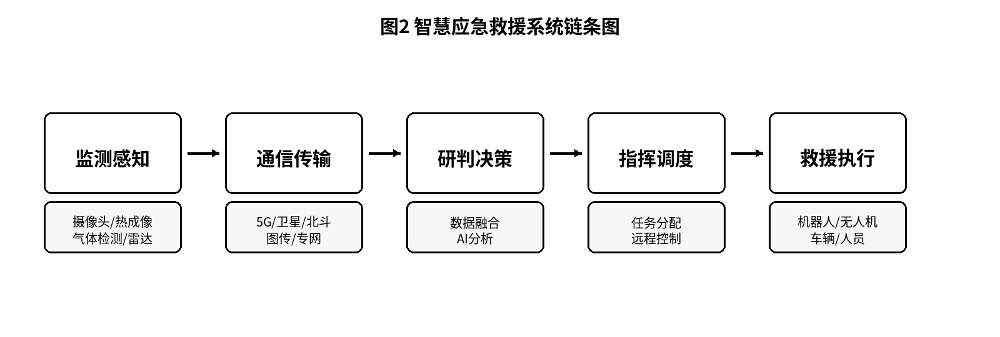 图2 智慧应急救援系统链条图
监测感知
摄像头/热成像
气体检测/雷达
通信传输
5G/卫星/北斗
图传/专网
研判决策
数据融合
AI分析
指挥调度
任务分配
远程控制
救援执行
机器人/无人机
车辆/人员